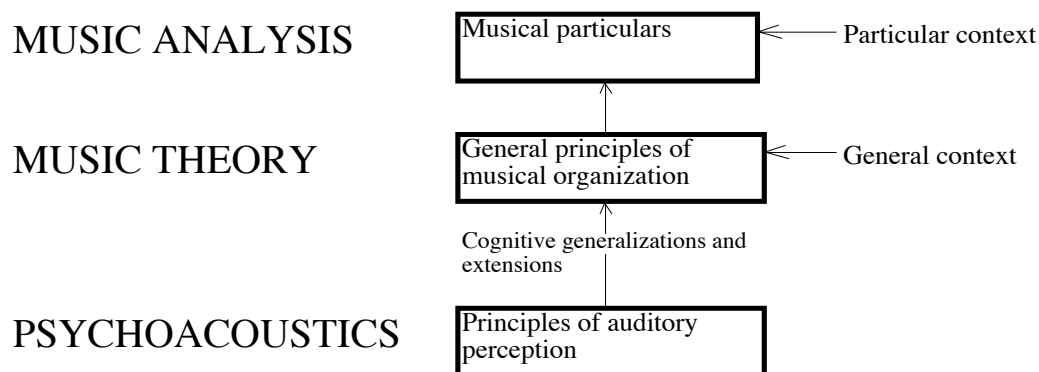 MUSIC ANALYSIS
Musical particulars
Particular context
MUSIC THEORY
General principles of
musical organization
General context
Cognitive generalizations and
extensions
PSYCHOACOUSTICS
Principles of auditory
perception